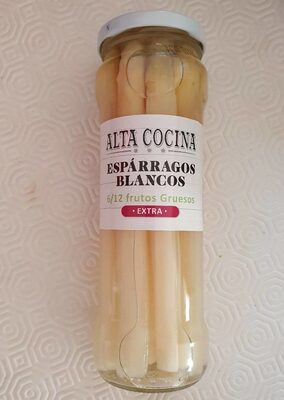 ALTA COCINA
ESPÁRRAGOS
BLANCOS
6/12 frutos Gruesos
• EXTRA •